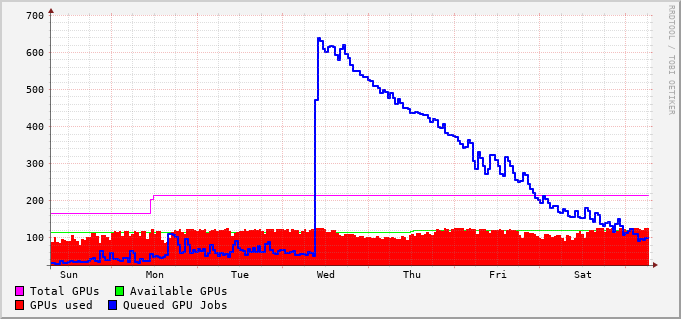 700
600
500
400
300
200
100
Sun Mon Tue Wed Thu Fri Sat
Total GPUs Available GPUs
GPUs used Queued GPU Jobs
RRDTOOL / TOBI OETIKER